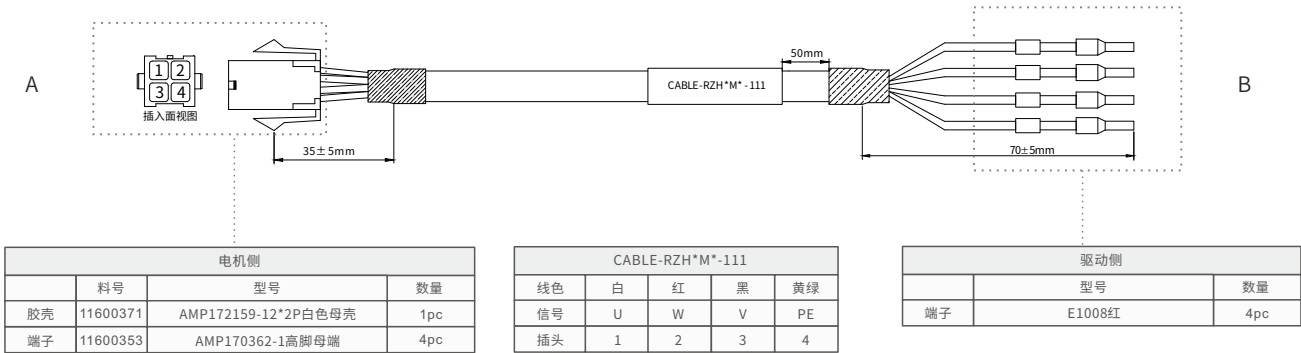 50mm
A
1 2
3 4
CABLE-RZH*M*-111
B
插入面视图
35±5mm
70±5mm
电机侧
料号 型号 数量
胶壳 11600371 AMP172159-12*2P白色母壳 1pc
端子 11600353 AMP170362-1高脚母端 4pc
CABLE-RZH*M*-111
线色 白 红 黑 黄绿
信号 U W V PE
插头 1 2 3 4
驱动侧
型号 数量
端子 E1008红 4pc